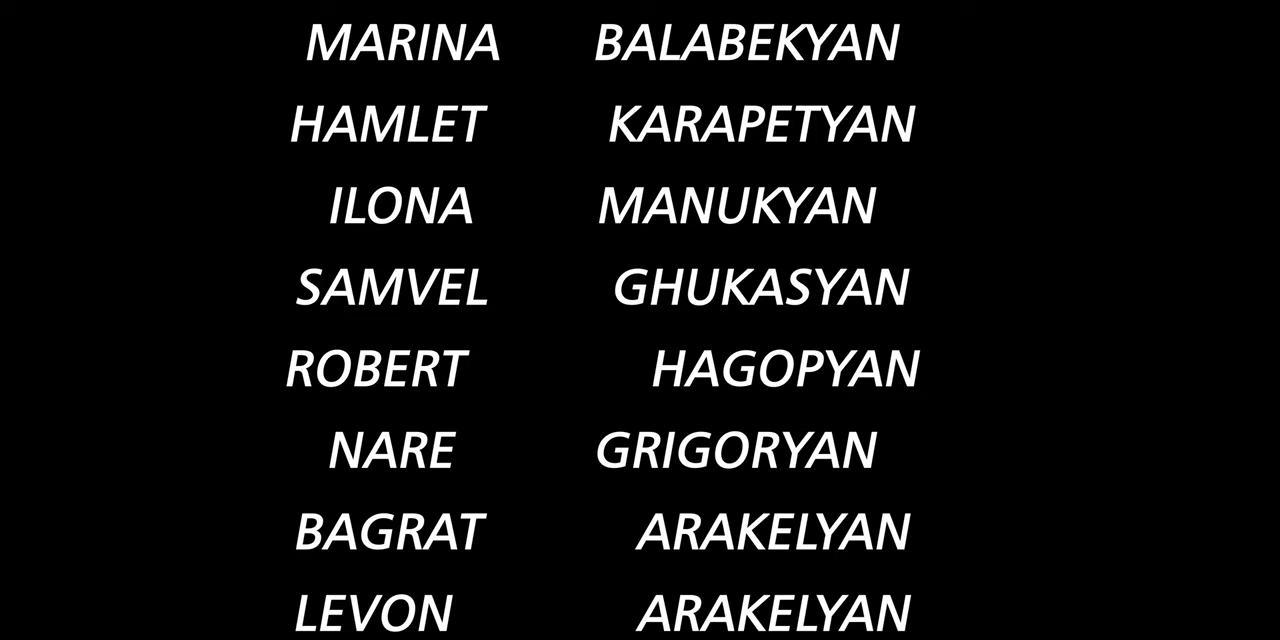 MARINA BALABEKYAN
HAMLET KARAPETYAN
ILONA MANUKYAN
SAMVEL GHUKASYAN
ROBERT HAGOPYAN
NARE GRIGORYAN
BAGRAT ARAKELYAN
LEVON ARAKELYAN